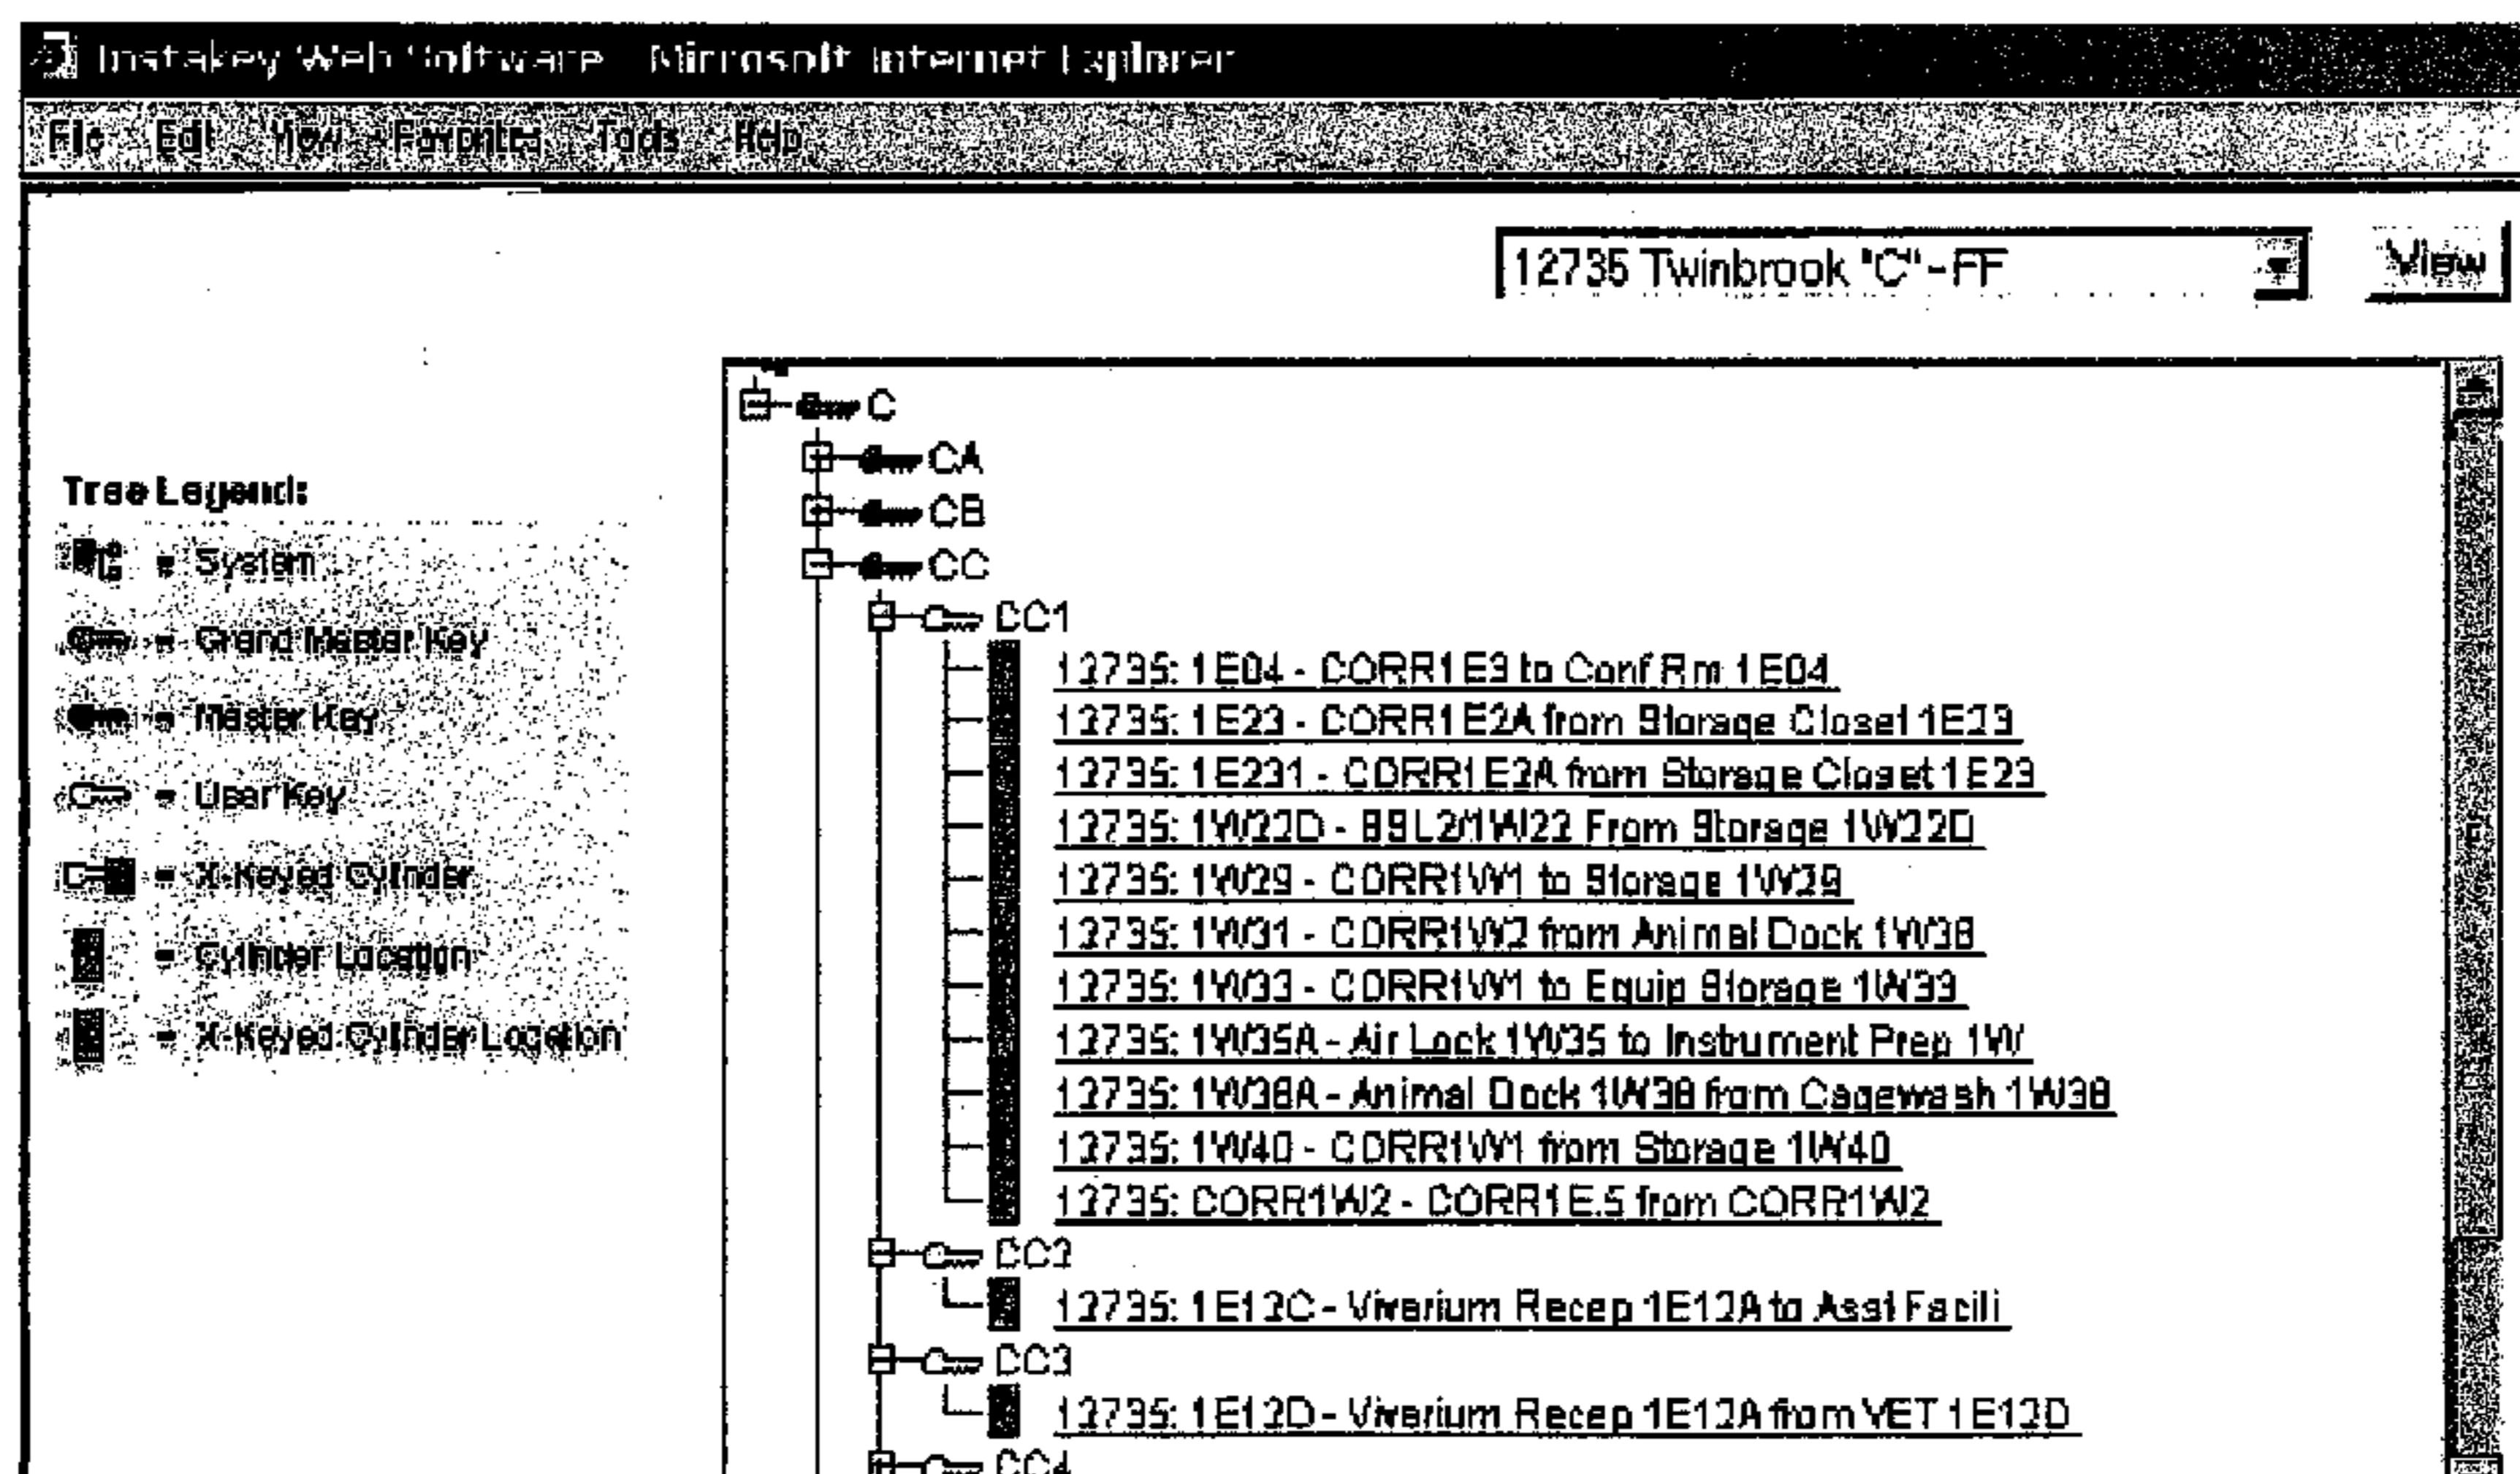 Instakey Web Software Microsoft Internet Explorer
File Edit View Favorites Tools Help
12735 Twinbrook "C" - FF
View
C
CA
CB
CC
CC1
12735: 1E04 - CORR1E3 to Conf Rm 1E04
12735: 1E23 - CORR1E2A from Storage Closet 1E23
12735: 1E231 - CORR1E2A from Storage Closet 1E23
12735: 1W22D - BSL2/1W22 From Storage 1W22D
12735: 1W29 - CORR1W1 to Storage 1W29
12735: 1W31 - CORR1W2 from Animal Dock 1W38
12735: 1W33 - CORR1W1 to Equip Storage 1W33
12735: 1W35A - Air Lock 1W35 to Instrument Prep 1W
12735: 1W38A - Animal Dock 1W38 from Cagewash 1W38
12735: 1W40 - CORR1W1 from Storage 1W40
12735: CORR1W2 - CORR1E.5 from CORR1W2
CC2
12735: 1E12C - Viverium Recep 1E12A to Asst Facili
CC3
12735: 1E12D - Viverium Recep 1E12A from VET 1E12D
CC4
Tree Legend:
- System
- Grand Master Key
- Master Key
- User Key
- X-Keyed Cylinder
- Cylinder Location
- X-Keyed Cylinder Location